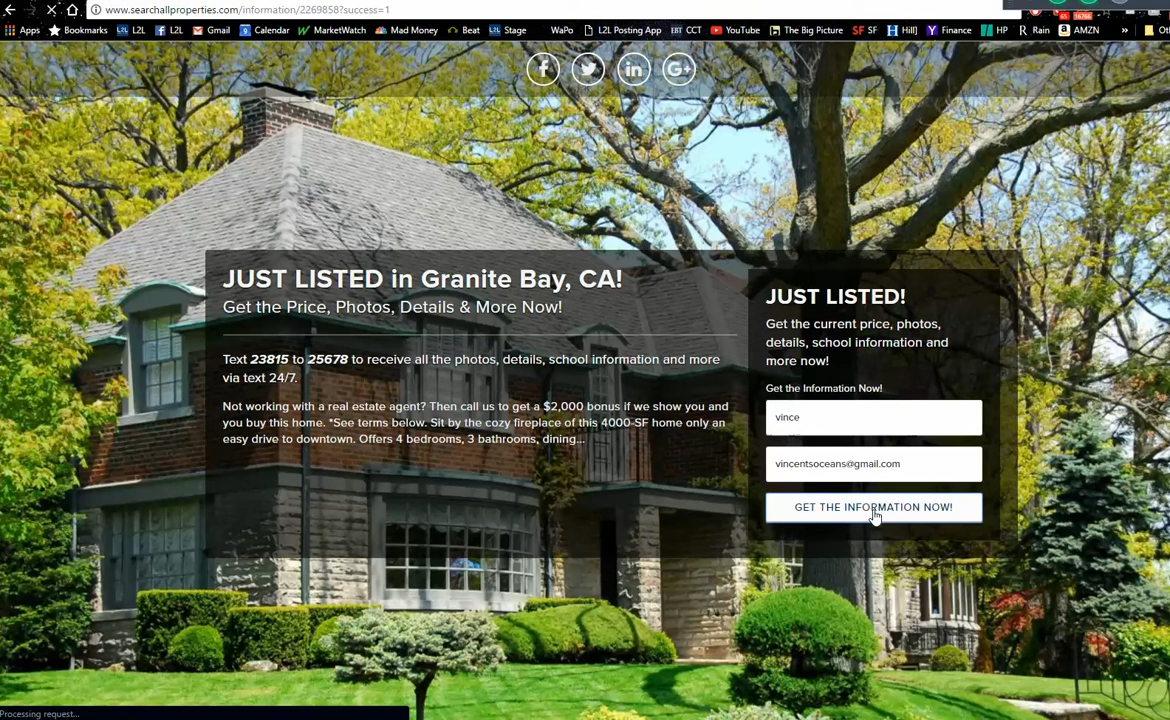 www.searchallproperties.com/information/2269858?success=1
Apps Bookmarks L2L L2L Gmail Calendar MarketWatch Mad Money Beat Stage WaPo L2L Posting App EBT CCT YouTube The Big Picture SF SF Hill] Finance HP R Rain AMZN » Ot
JUST LISTED in Granite Bay, CA!
Get the Price, Photos, Details & More Now!
Text 23815 to 25678 to receive all the photos, details, school information and more
via text 24/7.
Not working with a real estate agent? Then call us to get a $2,000 bonus if we show you and
you buy this home. *See terms below. Sit by the cozy fireplace of this 4000-SF home only an
easy drive to downtown. Offers 4 bedrooms, 3 bathrooms, dining...
JUST LISTED!
Get the current price, photos,
details, school information and
more now!
Get the Information Now!
vince
vincentsoceans@gmail.com
GET THE INFORMATION NOW!
Processing request...